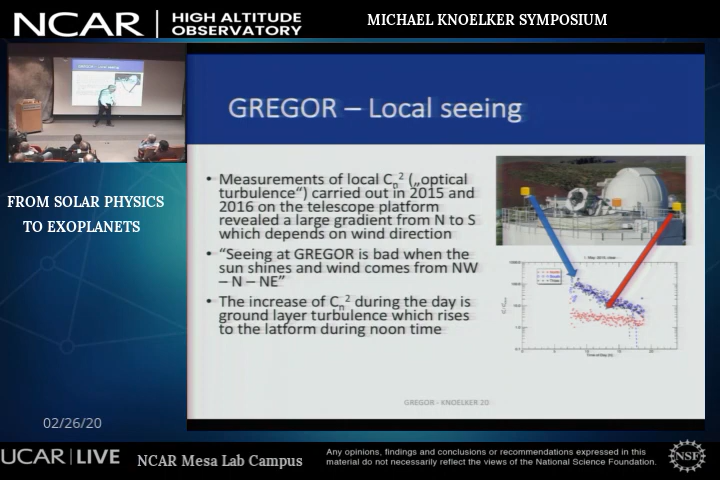 NCAR | HIGH ALTITUDE OBSERVATORY
MICHAEL KNOELKER SYMPOSIUM
FROM SOLAR PHYSICS
TO EXOPLANETS
GREGOR – Local seeing
• Measurements of local Cn² („optical
turbulence“) carried out in 2015 and
2016 on the telescope platform
revealed a large gradient from N to S
which depends on wind direction
• “Seeing at GREGOR is bad when the
sun shines and wind comes from NW
– N – NE”
• The increase of Cn² during the day is
ground layer turbulence which rises
to the latform during noon time
Time of Day (h)
GREGOR - KNOELKER 20
02/26/20
UCAR | LIVE
NCAR Mesa Lab Campus
Any opinions, findings and conclusions or recommendations expressed in this
material do not necessarily reflect the views of the National Science Foundation.
NSF